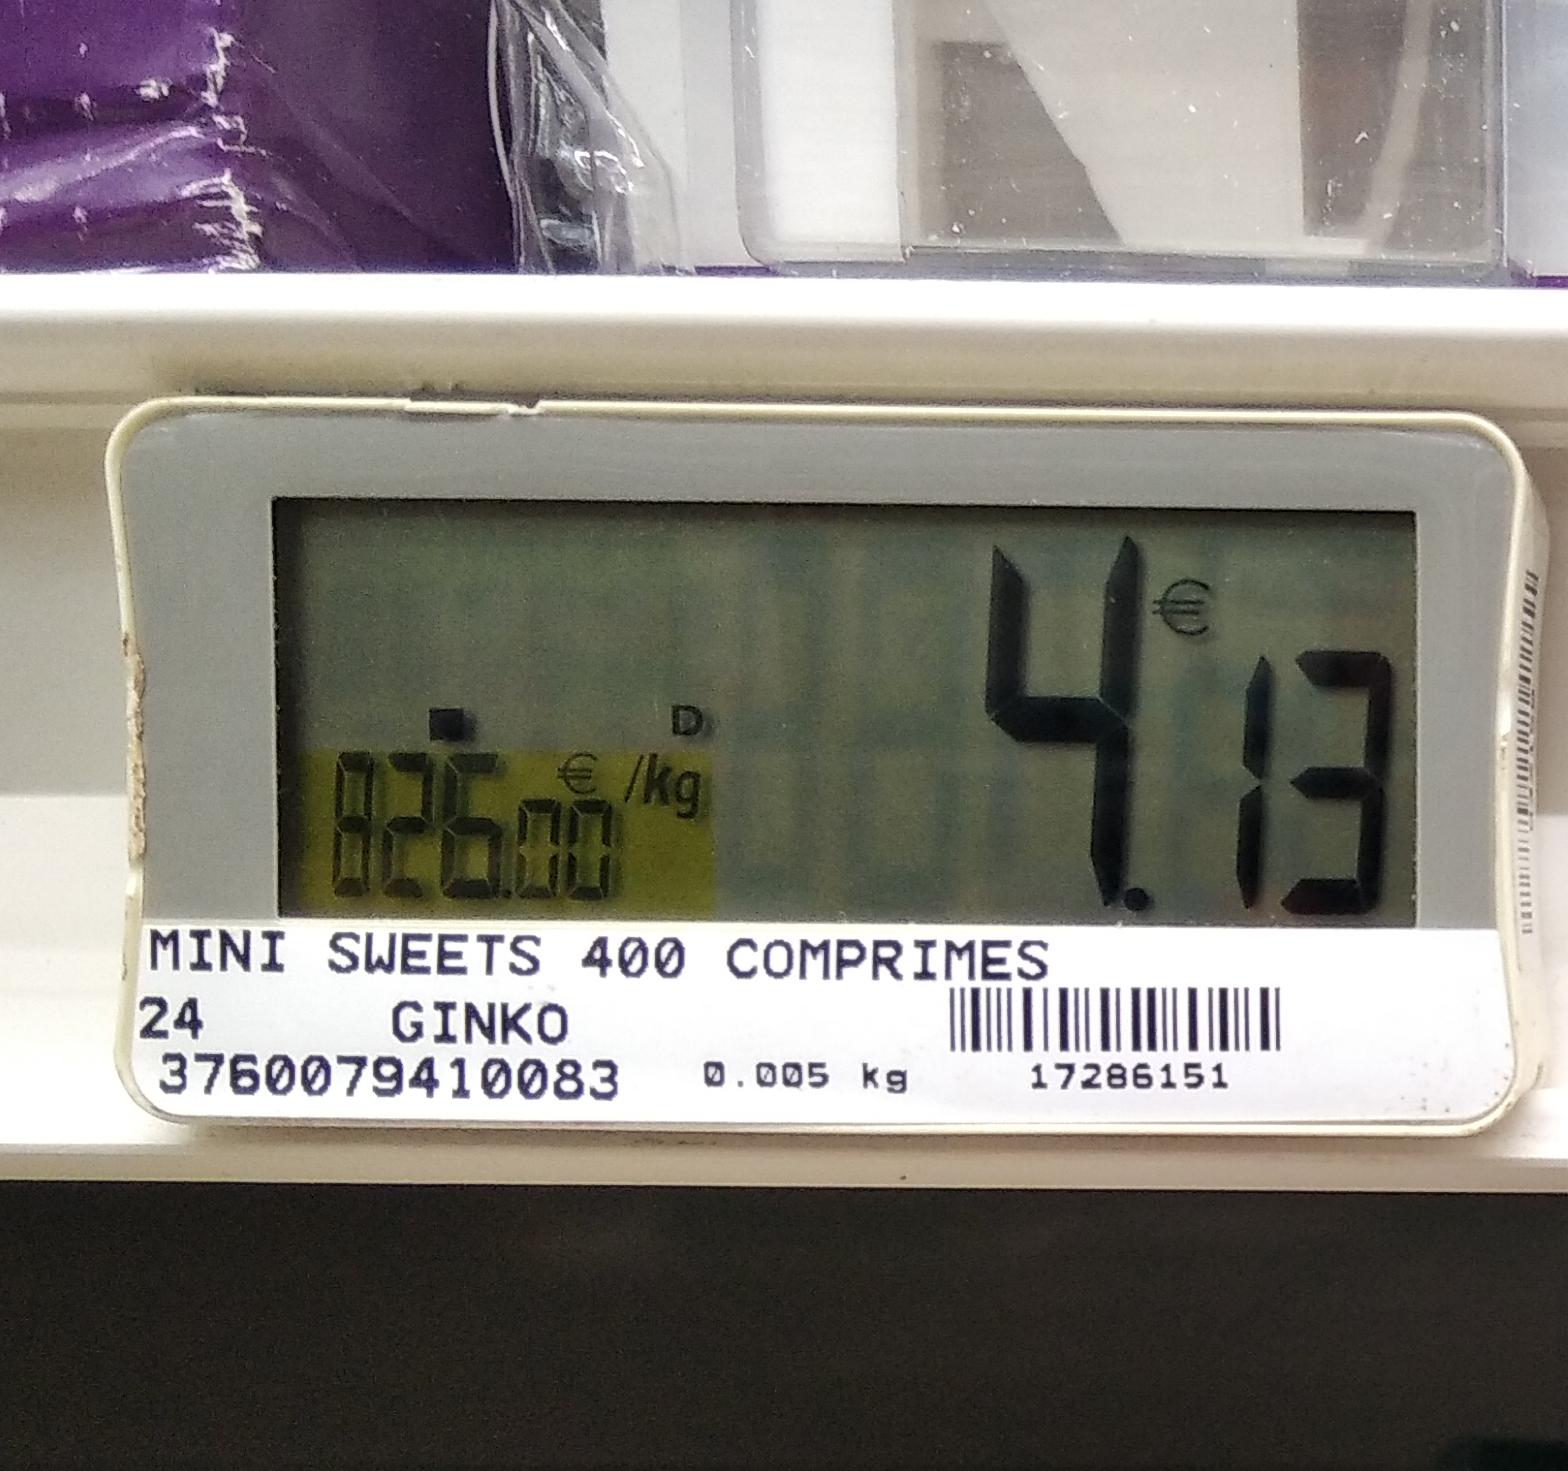 4.13 €
D
826.00 € /kg
MINI SWEETS 400 COMPRIMES
24 GINKO
3760079410083 0.005 kg 17286151